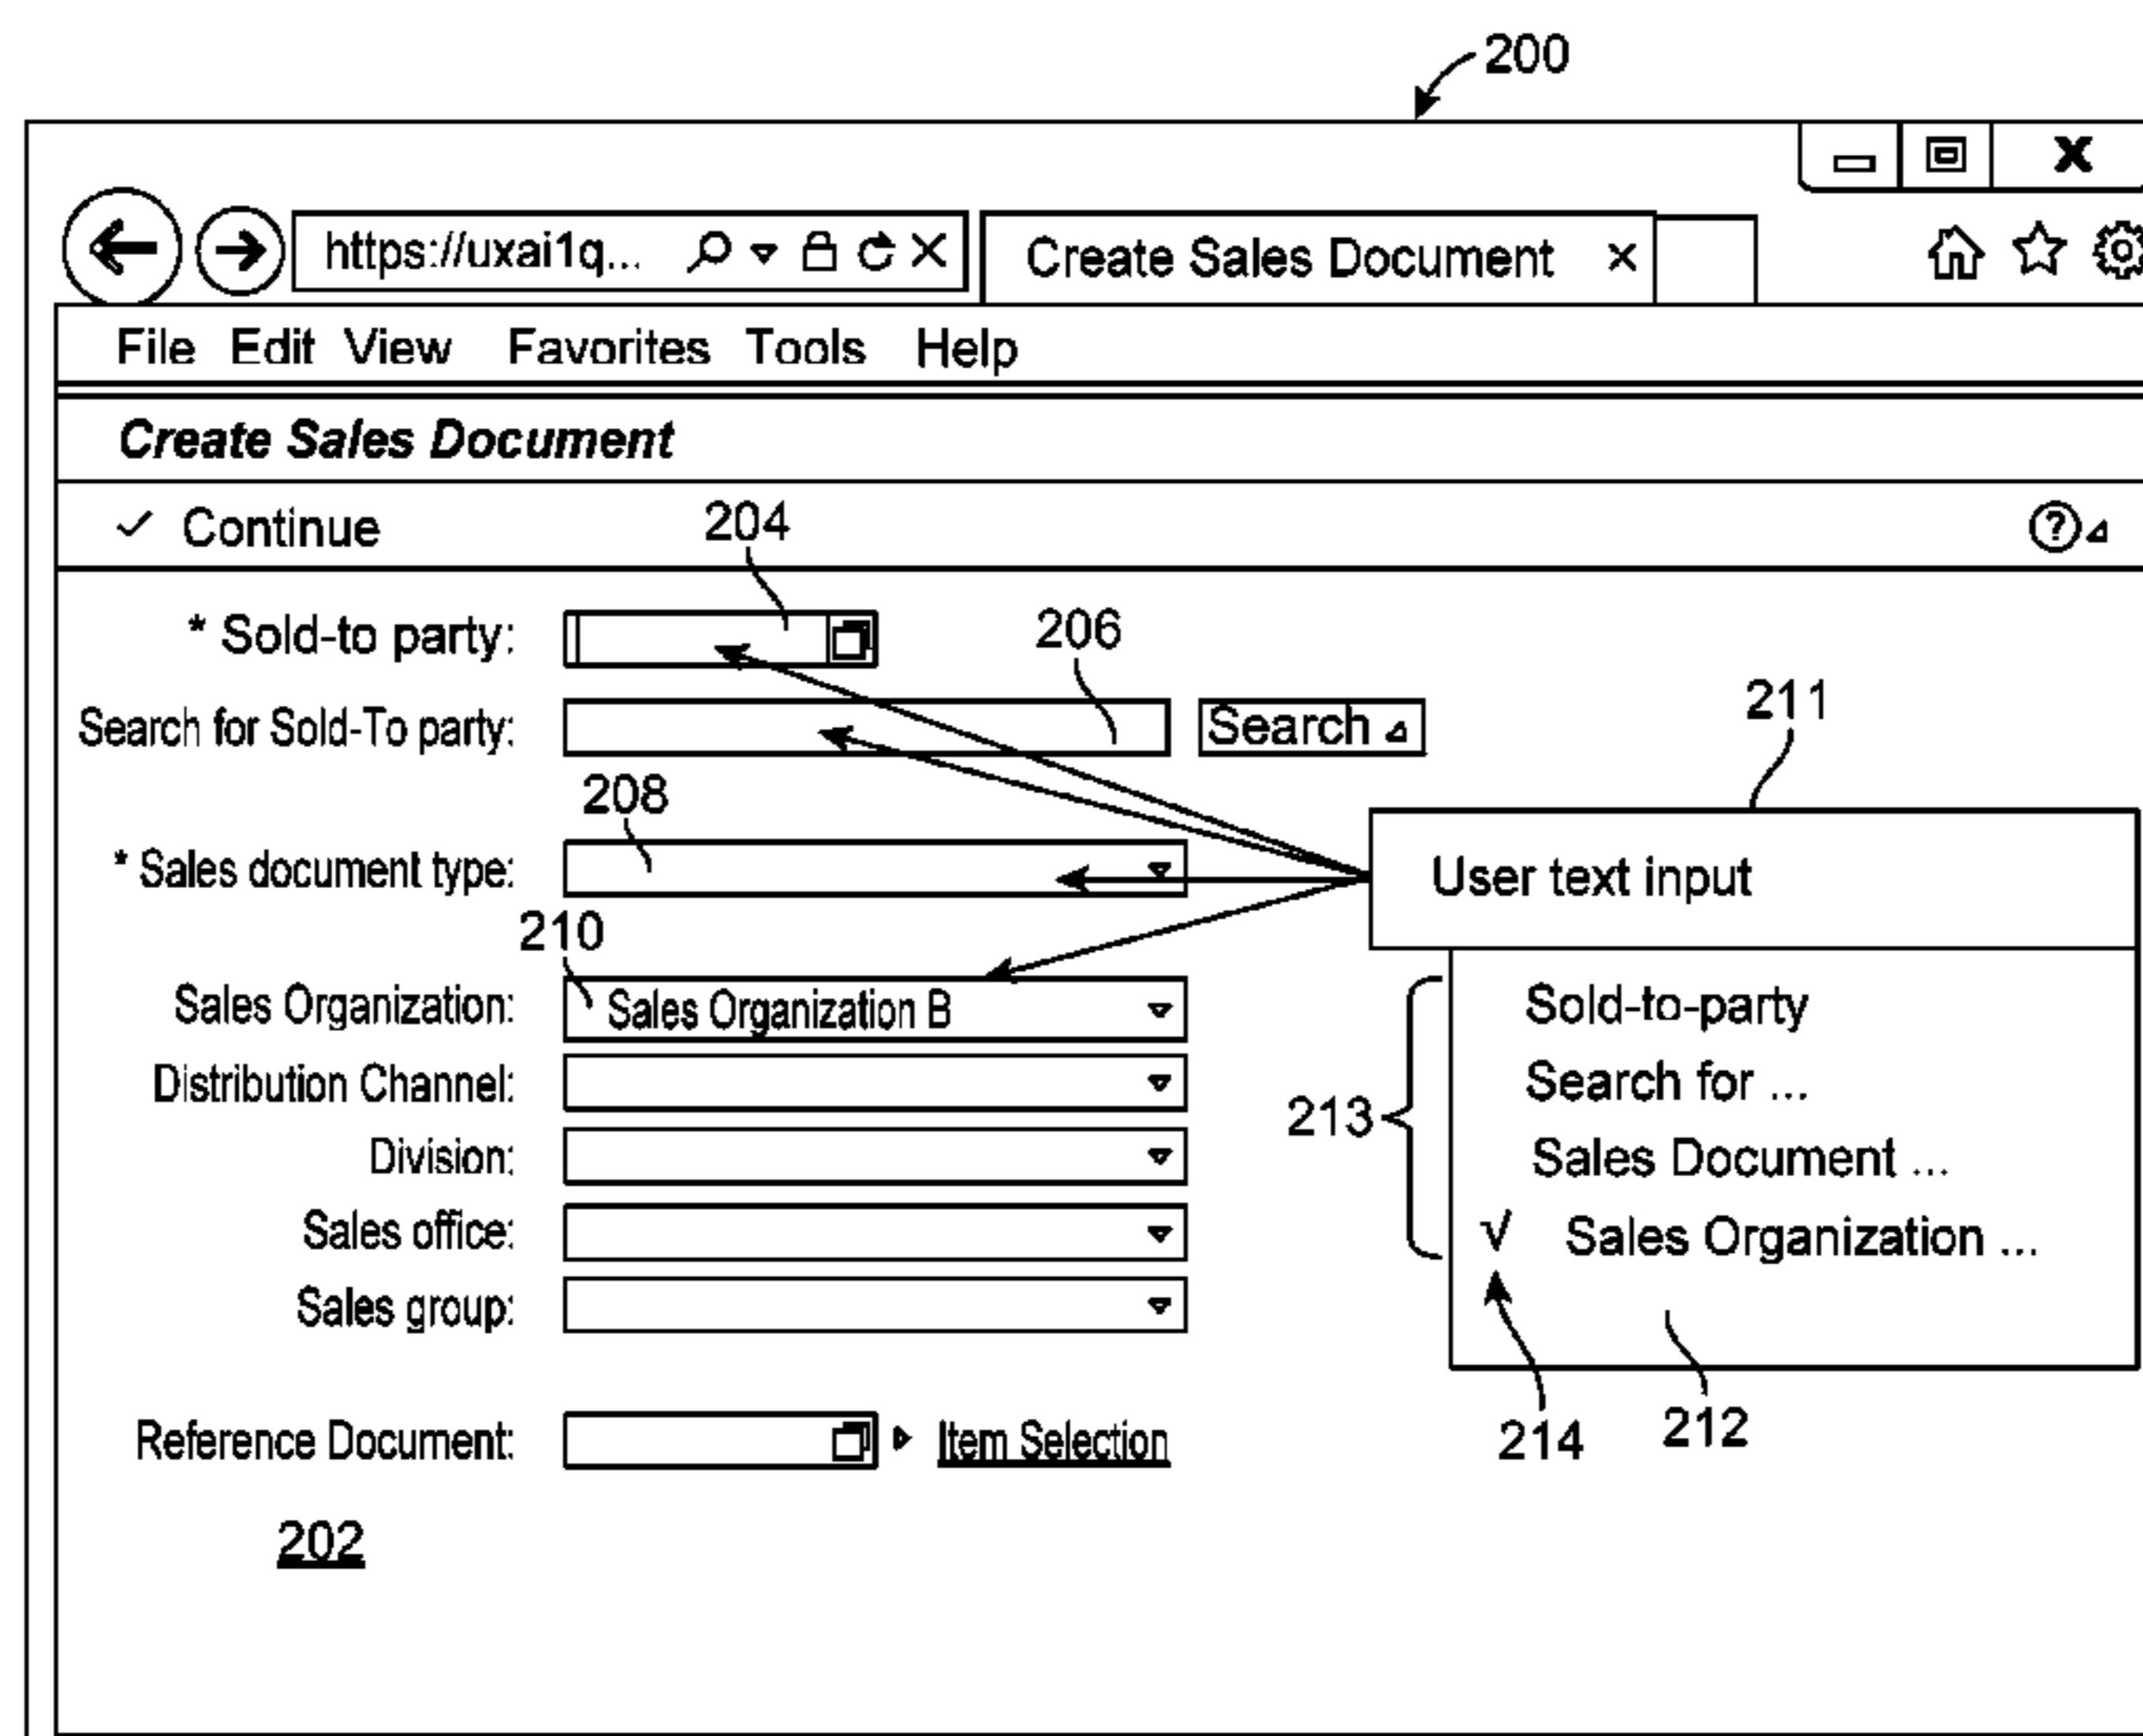 200
https://uxai1q... Create Sales Document
File Edit View Favorites Tools Help
Create Sales Document
Continue
204
* Sold-to party:
206
Search for Sold-To party: Search
211
208
* Sales document type:
User text input
210
Sales Organization: Sales Organization B
Sold-to-party
Distribution Channel:
Search for ...
213
Division:
Sales Document ...
Sales office:
√ Sales Organization ...
Sales group:
Reference Document: Item Selection
214
212
202